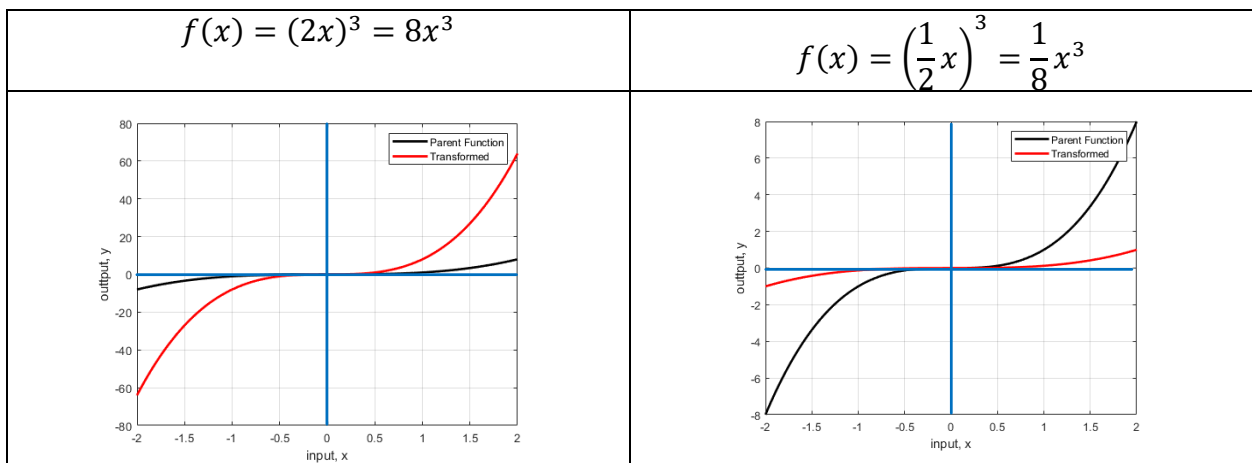 f(x) = (2x)³ = 8x³
f(x) = (1/2 x)³ = 1/8 x³
80
60
40
20
0
-20
-40
-60
-80
outtput, y
Parent Function
Transformed
-2 -1.5 -1 -0.5 0 0.5 1 1.5 2
input, x
8
6
4
2
0
-2
-4
-6
-8
outtput, y
Parent Function
Transformed
-2 -1.5 -1 -0.5 0 0.5 1 1.5 2
input, x